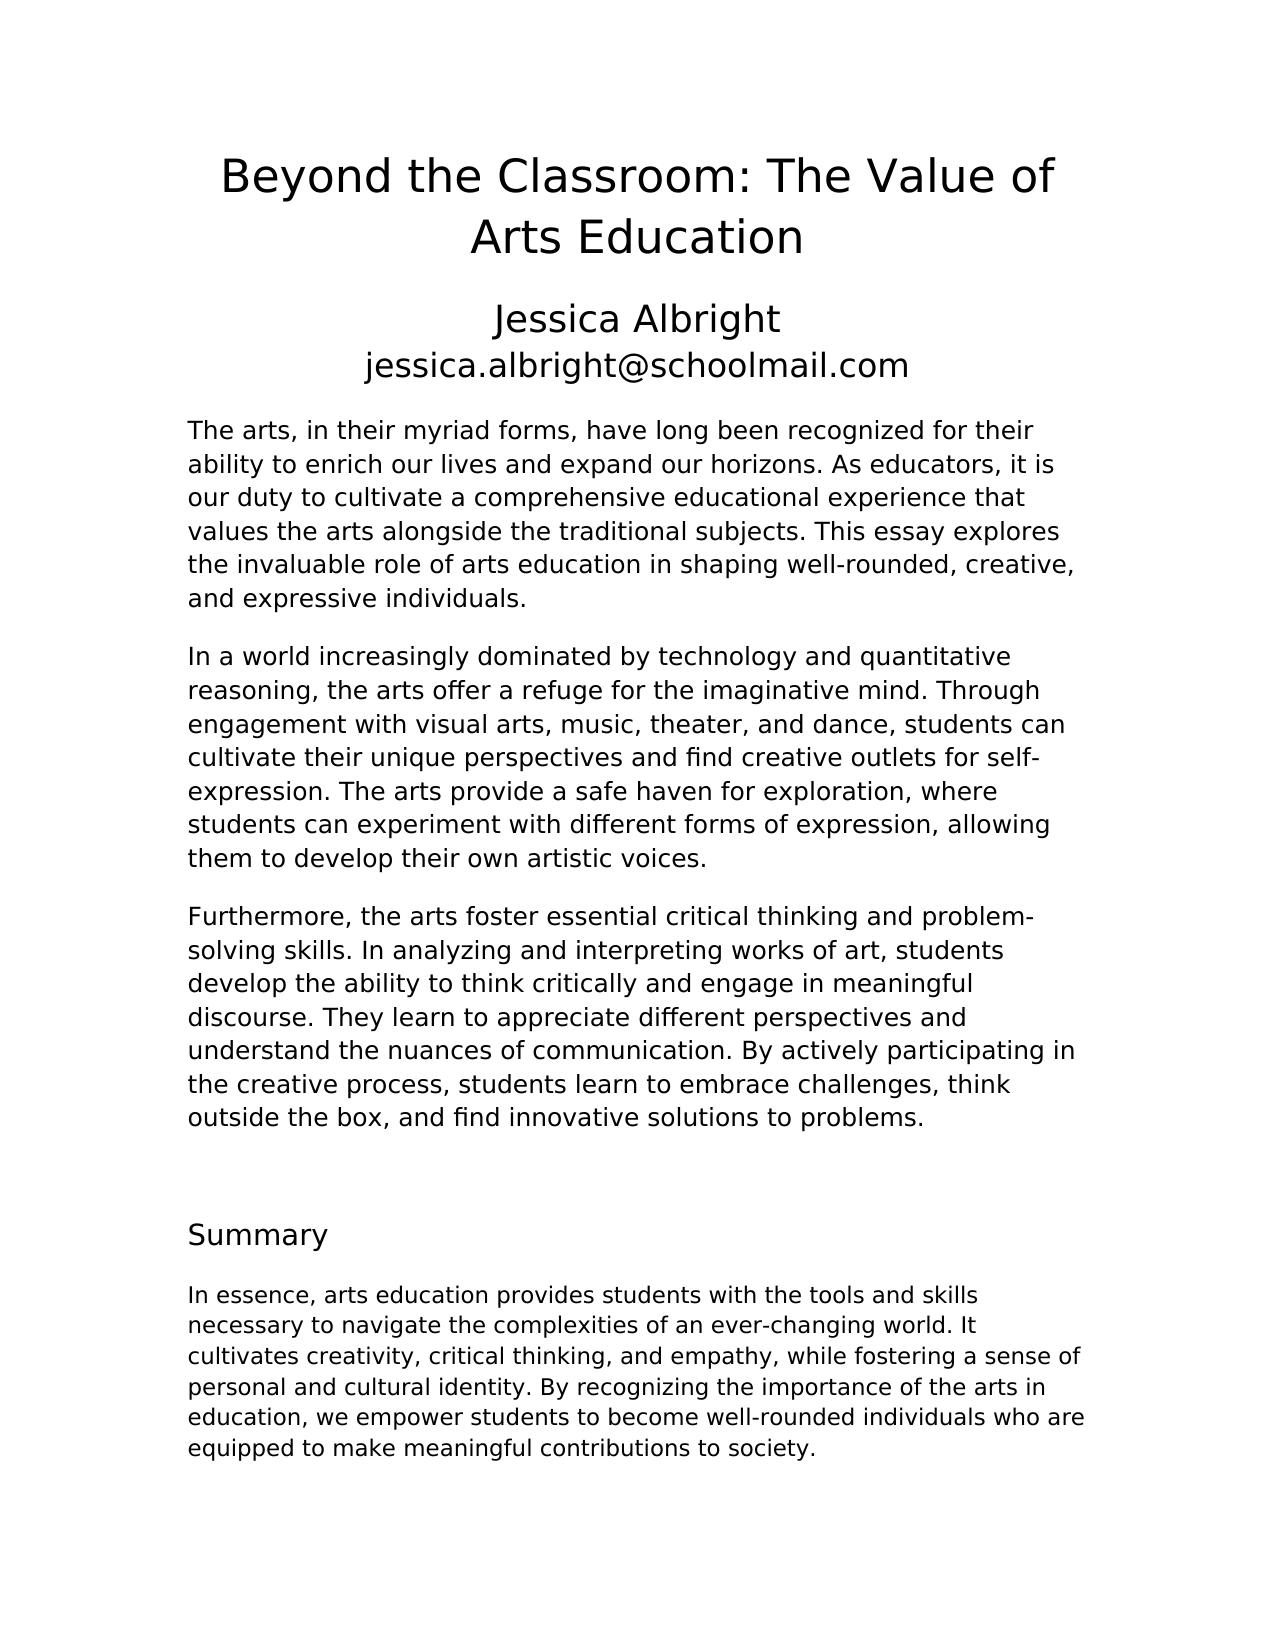 Beyond the Classroom: The Value of
Arts Education
Jessica Albright
jessica.albright@schoolmail.com
The arts, in their myriad forms, have long been recognized for their
ability to enrich our lives and expand our horizons. As educators, it is
our duty to cultivate a comprehensive educational experience that
values the arts alongside the traditional subjects. This essay explores
the invaluable role of arts education in shaping well-rounded, creative,
and expressive individuals.
In a world increasingly dominated by technology and quantitative
reasoning, the arts offer a refuge for the imaginative mind. Through
engagement with visual arts, music, theater, and dance, students can
cultivate their unique perspectives and find creative outlets for self-
expression. The arts provide a safe haven for exploration, where
students can experiment with different forms of expression, allowing
them to develop their own artistic voices.
Furthermore, the arts foster essential critical thinking and problem-
solving skills. In analyzing and interpreting works of art, students
develop the ability to think critically and engage in meaningful
discourse. They learn to appreciate different perspectives and
understand the nuances of communication. By actively participating in
the creative process, students learn to embrace challenges, think
outside the box, and find innovative solutions to problems.
Summary
In essence, arts education provides students with the tools and skills
necessary to navigate the complexities of an ever-changing world. It
cultivates creativity, critical thinking, and empathy, while fostering a sense of
personal and cultural identity. By recognizing the importance of the arts in
education, we empower students to become well-rounded individuals who are
equipped to make meaningful contributions to society.